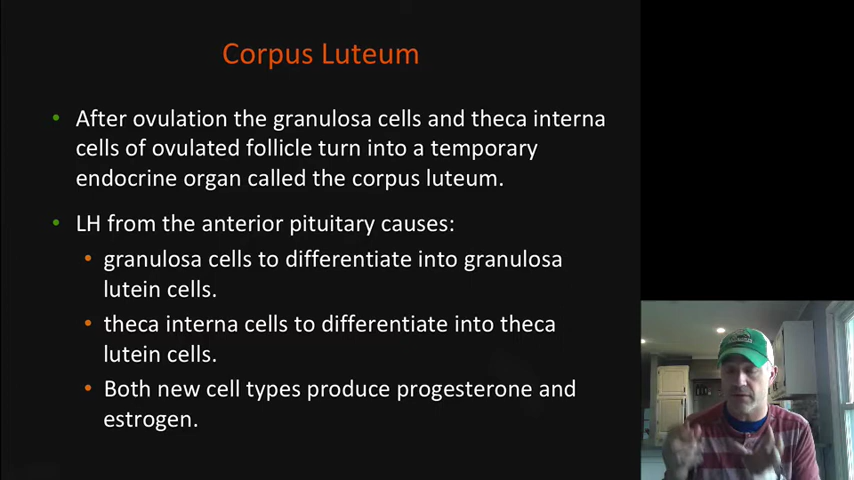 Corpus Luteum
• After ovulation the granulosa cells and theca interna
cells of ovulated follicle turn into a temporary
endocrine organ called the corpus luteum.
• LH from the anterior pituitary causes:
• granulosa cells to differentiate into granulosa
lutein cells.
• theca interna cells to differentiate into theca
lutein cells.
• Both new cell types produce progesterone and
estrogen.